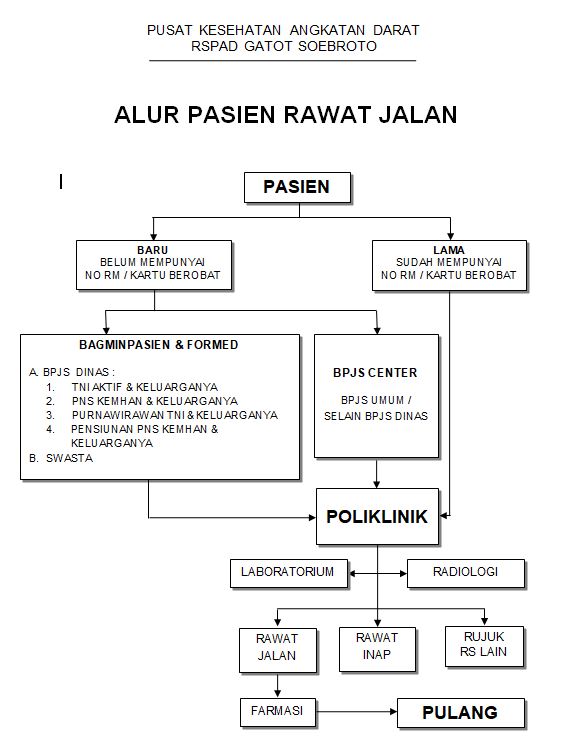 PUSAT KESEHATAN ANGKATAN DARAT
RSPAD GATOT SOEBROTO
ALUR PASIEN RAWAT JALAN
PASIEN
BARU
BELUM MEMPUNYAI
NO RM / KARTU BEROBAT
LAMA
SUDAH MEMPUNYAI
NO RM / KARTU BEROBAT
BAGMINPASIEN & FORMED
A. BPJS DINAS :
1. TNI AKTIF & KELUARGANYA
2. PNS KEMHAN & KELUARGANYA
3. PURNAWIRAWAN TNI & KELUARGANYA
4. PENSIUNAN PNS KEMHAN &
KELUARGANYA
B. SWASTA
BPJS CENTER
BPJS UMUM /
SELAIN BPJS DINAS
POLIKLINIK
LABORATORIUM
RADIOLOGI
RAWAT
JALAN
RAWAT
INAP
RUJUK
RS LAIN
FARMASI
PULANG